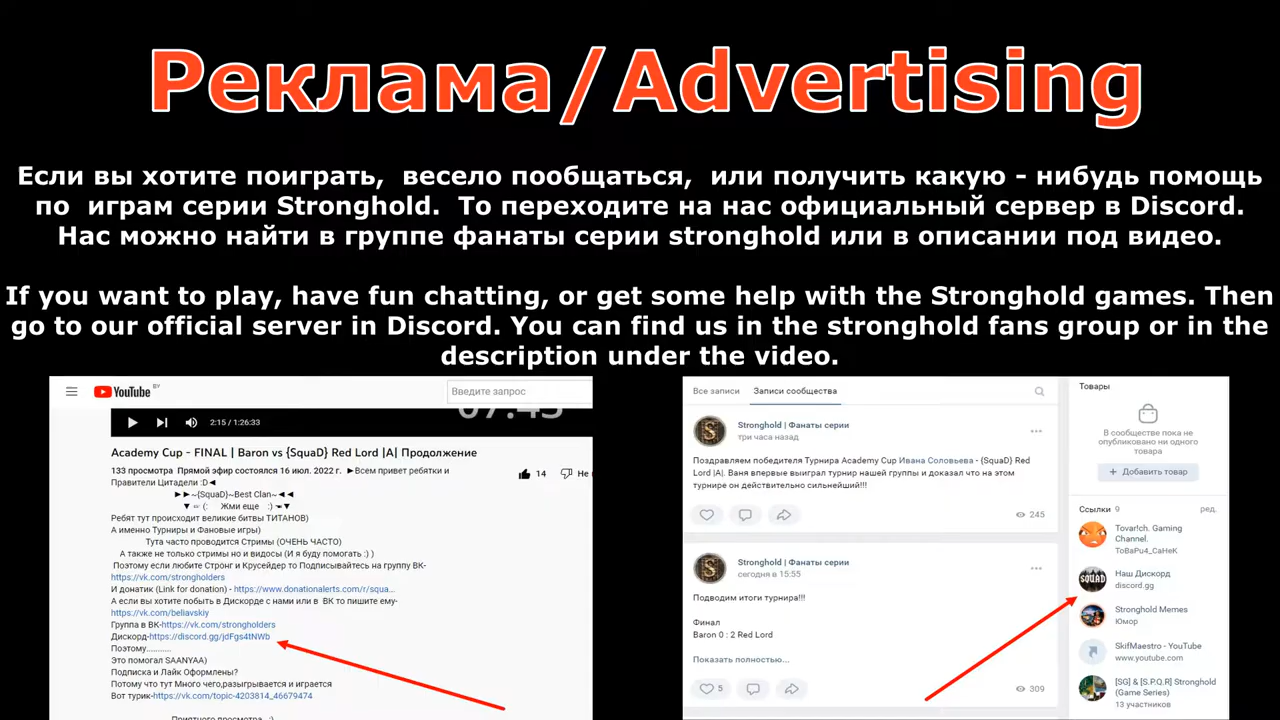 Реклама/Advertising
Если вы хотите поиграть, весело пообщаться, или получить какую - нибудь помощь
по играм серии Stronghold. То переходите на нас официальный сервер в Discord.
Нас можно найти в группе фанаты серии stronghold или в описании под видео.
If you want to play, have fun chatting, or get some help with the Stronghold games. Then
go to our official server in Discord. You can find us in the stronghold fans group or in the
description under the video.
YouTube BY
Введите запрос
07:43
2:15 / 1:26:33
Academy Cup - FINAL | Baron vs {SquaD} Red Lord |A| Продолжение
133 просмотра Прямой эфир состоялся 16 июл. 2022 г. ►Всем привет ребятки и
14
Не н
Правители Цитадели :D◄
►►~{SquaD}~Best Clan~◄◄
▼ ⇐ (: Жми еще :) ▼
Ребят тут происходит великие битвы ТИТАНОВ)
А именно Турниры и Фановые игры)
Тута часто проводится Стримы (ОЧЕНЬ ЧАСТО)
А также не только стримы но и видосы (И я буду помогать :) )
Поэтому если любите Стронг и Крусейдер то Подписывайтесь на группу ВК-
https://vk.com/strongholders
И донатик (Link for donation) - https://www.donationalerts.com/r/squa...
А если вы хотите побыть в Дискорде с нами или в ВК то пишите ему-
https://vk.com/beliavskiy
Группа в ВК-https://vk.com/strongholders
Дискорд-https://discord.gg/jdFgs4tNWb
Поэтому...........
Это помогал SAANYAA)
Подписка и Лайк Оформлены?
Потому что тут Много чего,разыгрывается и играется
Вот турик-https://vk.com/topic-4203814_46679474
Приятного просмотра :)
Все записи Записи сообщества
Stronghold | Фанаты серии
три часа назад
Поздравляем победителя Турнира Academy Cup Ивана Соловьева - {SquaD} Red
Lord |A|. Ваня впервые выиграл турнир нашей группы и доказал что на этом
турнире он действительно сильнейший!!!
245
Stronghold | Фанаты серии
сегодня в 15:55
Подводим итоги турнира!!!
Финал
Baron 0 : 2 Red Lord
Показать полностью...
5
309
Товары
В сообществе пока не
опубликовано ни одного
товара
+ Добавить товар
Ссылки 9 ред.
Tovar!ch. Gaming
Channel.
ToBaPu4_CaHeK
SQUAD
Наш Дискорд
discord.gg
Stronghold Memes
Юмор
SkifMaestro - YouTube
www.youtube.com
[SG] & [S.P.Q.R] Stronghold
(Game Series)
13 участников